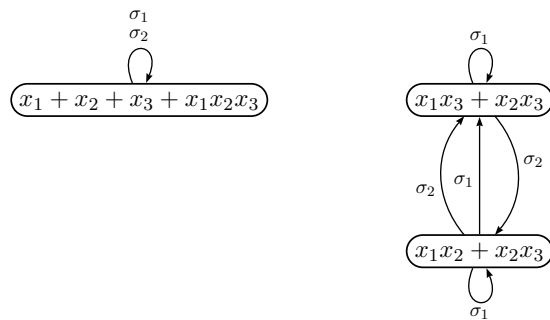 σ₁
σ₂
x₁ + x₂ + x₃ + x₁x₂x₃
σ₁
x₁x₃ + x₂x₃
σ₂
σ₁
σ₂
x₁x₂ + x₂x₃
σ₁